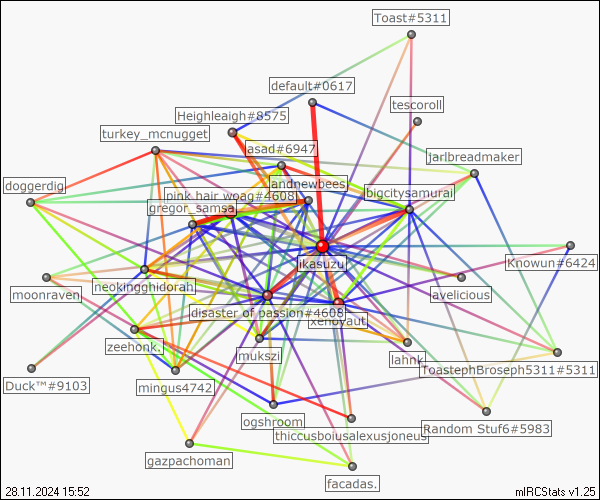 Toast#5311
default#0617
tescoroll
Heighleaigh#8575
turkey_mcnugget
asad#6947
jarlbreadmaker
andnewbees
doggerdig
pink hair woag#4608
bigcitysamurai
gregor_samsa
ikasuzu
Knowun#6424
neokingghidorah
moonraven
avelicious
disaster of passion#4608
xenoyaut
zeehonk.
mukszi
lahnk
ToastephBroseph5311#5311
Duck™#9103
mingus4742
ogshroom
Random Stuf6#5983
thiccusboiusalexusjoneus
gazpachoman
facadas.
28.11.2024 15:52
mIRCStats v1.25